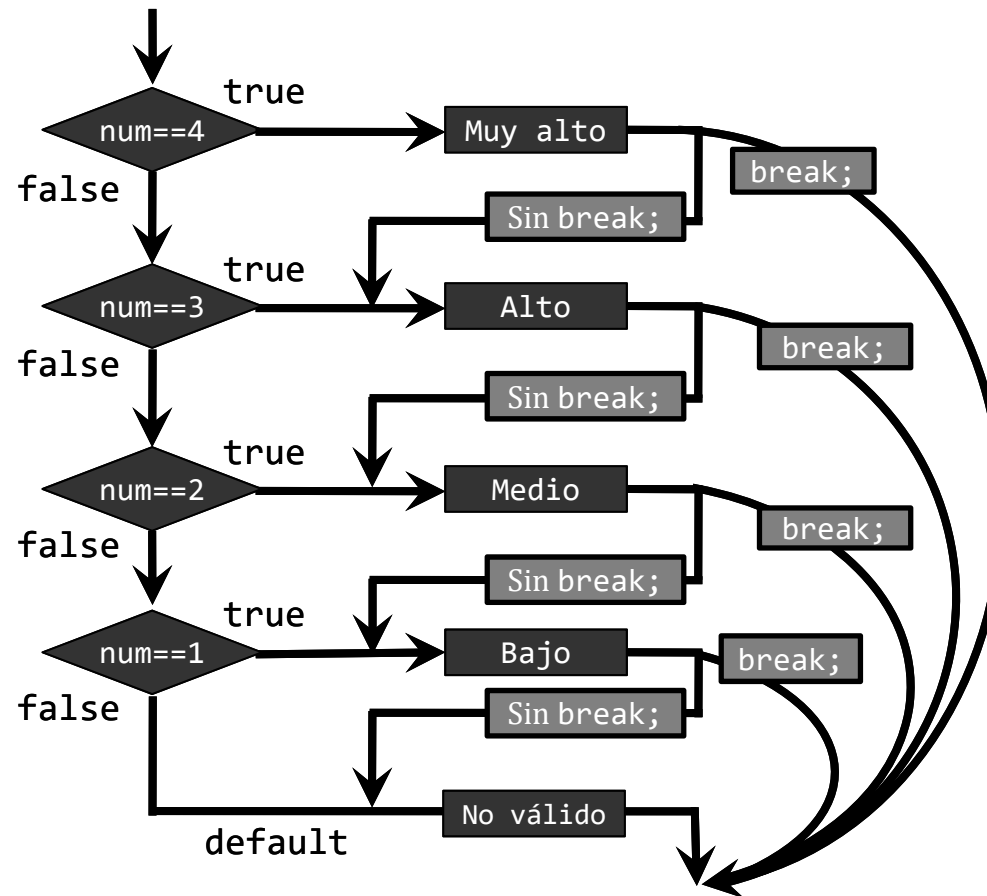 true
num==4
Muy alto
break;
false
Sin break;
true
num==3
Alto
break;
false
Sin break;
true
num==2
Medio
break;
false
Sin break;
true
num==1
Bajo
break;
false
Sin break;
No válido
default